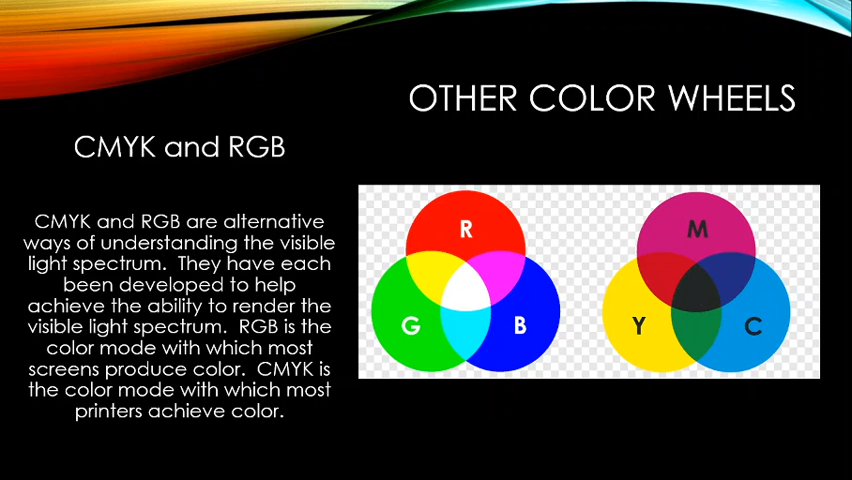 OTHER COLOR WHEELS
CMYK and RGB
CMYK and RGB are alternative
ways of understanding the visible
light spectrum. They have each
been developed to help
achieve the ability to render the
visible light spectrum. RGB is the
color mode with which most
screens produce color. CMYK is
the color mode with which most
printers achieve color.
R
G
B
M
Y
C